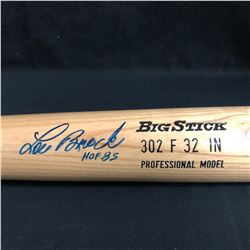 Lou Brock
HOF 85
BIG STICK
302 F 32 IN
PROFESSIONAL MODEL